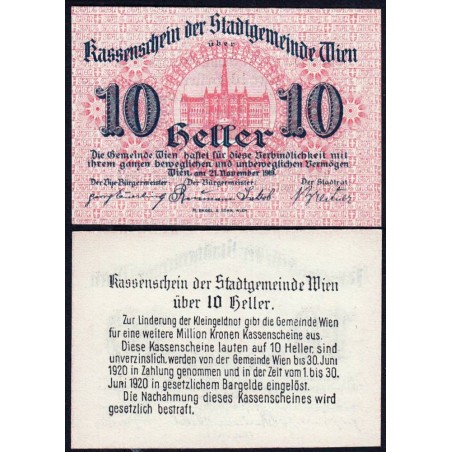 Kassenschein der Stadtgemeinde Wien
über
10 Heller 10
Die Gemeinde Wien haftet für diese Verbindlichkeit mit
ihrem ganzen beweglichen und unbeweglichen Vermögen
Wien, am 21. November 1919.
Der Vize-Bürgermeister Der Bürgermeister: Der Stadtrat
Kassenschein der Stadtgemeinde Wien
über 10 Heller.
Zur Linderung der Kleingeldnot gibt die Gemeinde Wien
für eine weitere Million Kronen Kassenscheine aus.
Diese Kassenscheine lauten auf 10 Heller, sind
unverzinslich, werden von der Gemeinde Wien bis 30. Juni
1920 in Zahlung genommen und in der Zeit vom 1. bis 30.
Juni 1920 in gesetzlichem Bargelde eingelöst.
Die Nachahmung dieses Kassenscheines wird
gesetzlich bestraft.